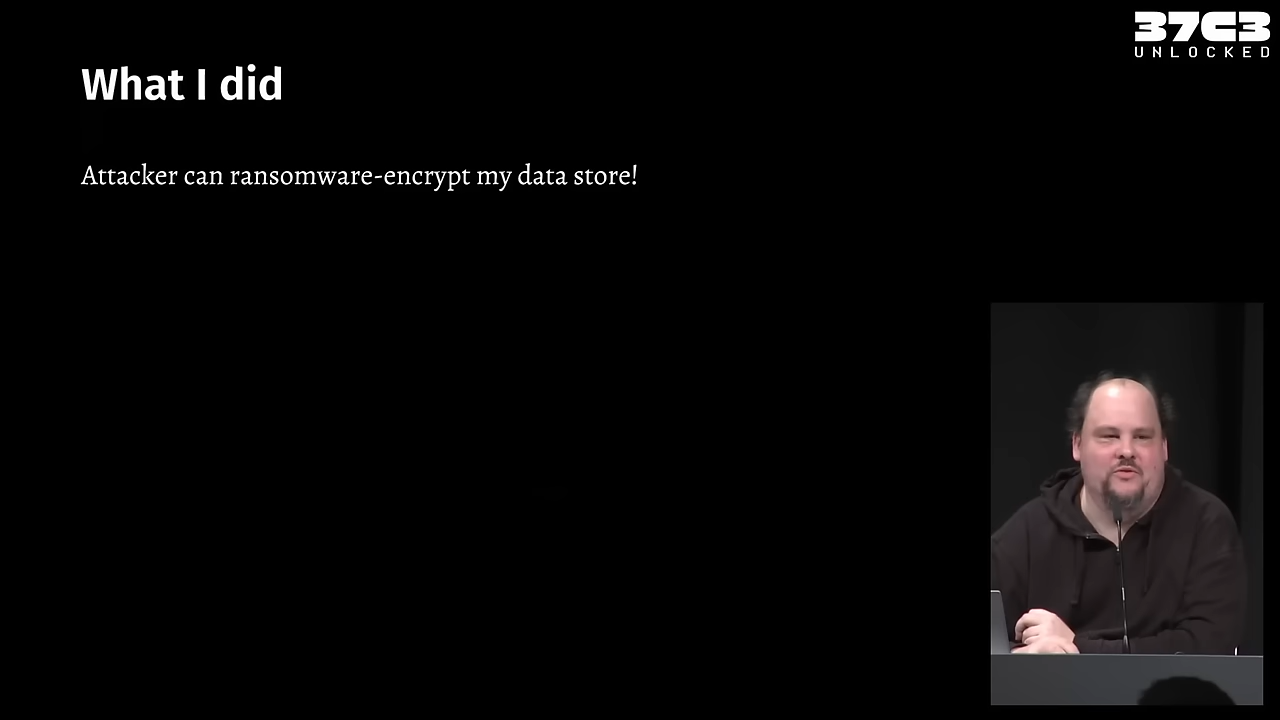 37C3
UNLOCKED
What I did
Attacker can ransomware-encrypt my data store!